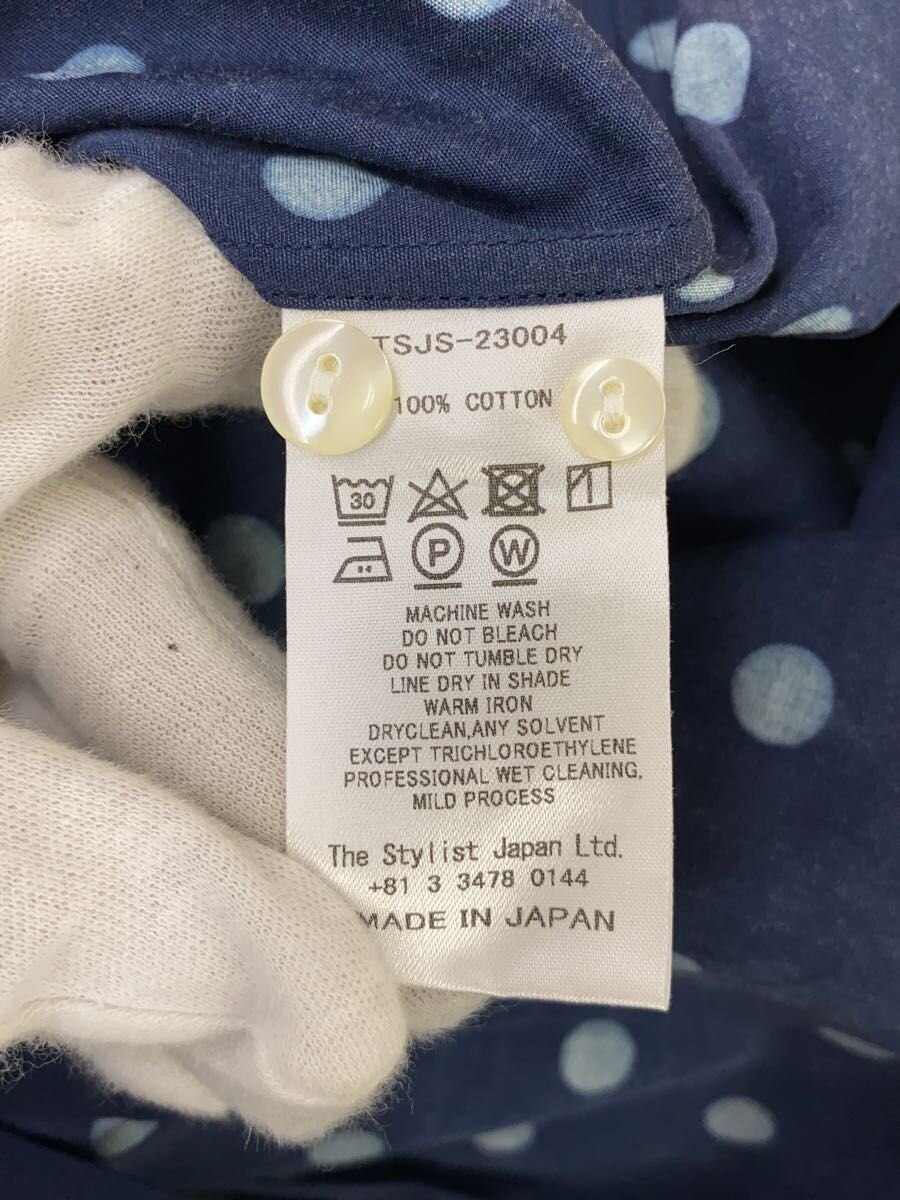 TSJS-23004
100% COTTON
30
P W
MACHINE WASH
DO NOT BLEACH
DO NOT TUMBLE DRY
LINE DRY IN SHADE
WARM IRON
DRYCLEAN,ANY SOLVENT
EXCEPT TRICHLOROETHYLENE
PROFESSIONAL WET CLEANING,
MILD PROCESS
The Stylist Japan Ltd.
+81 3 3478 0144
MADE IN JAPAN